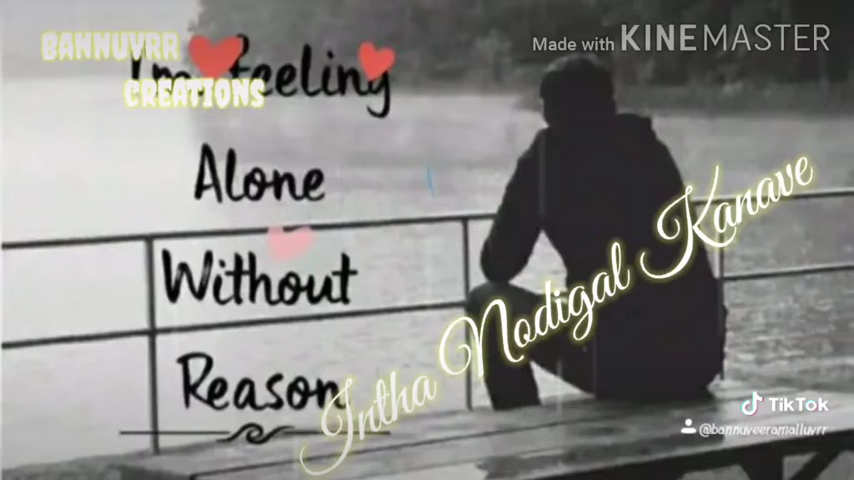 BANNUVRR
CREATIONS
Made with KINEMASTER
I'm feeling
Alone
Without
Reason
Intha Nodigal Kanave
TikTok
@bannuveeramalluvrr